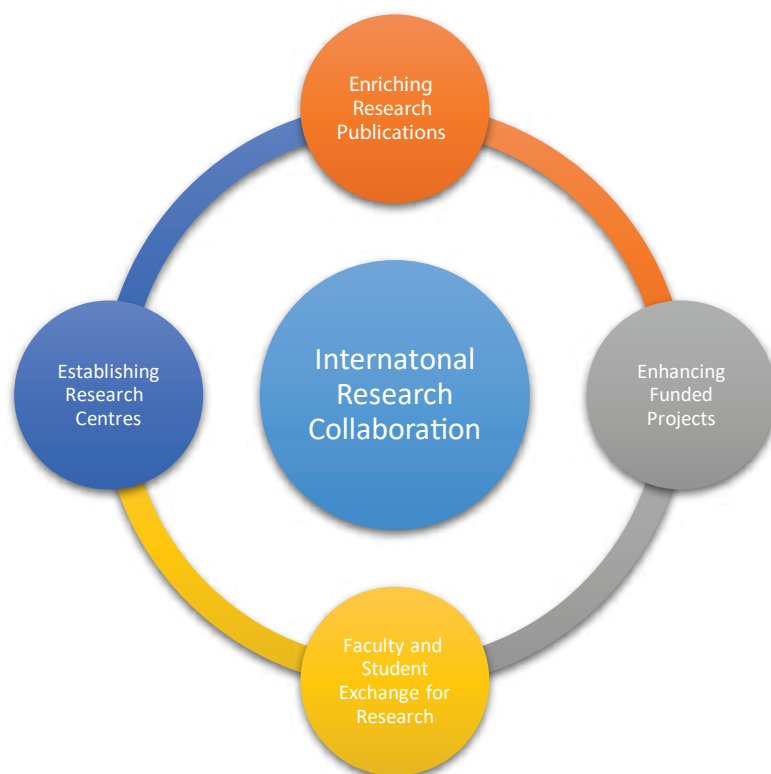 Enriching
Research
Publications
Establishing
Research
Centres
Internatonal
Research
Collaboration
Enhancing
Funded
Projects
Faculty and
Student
Exchange for
Research